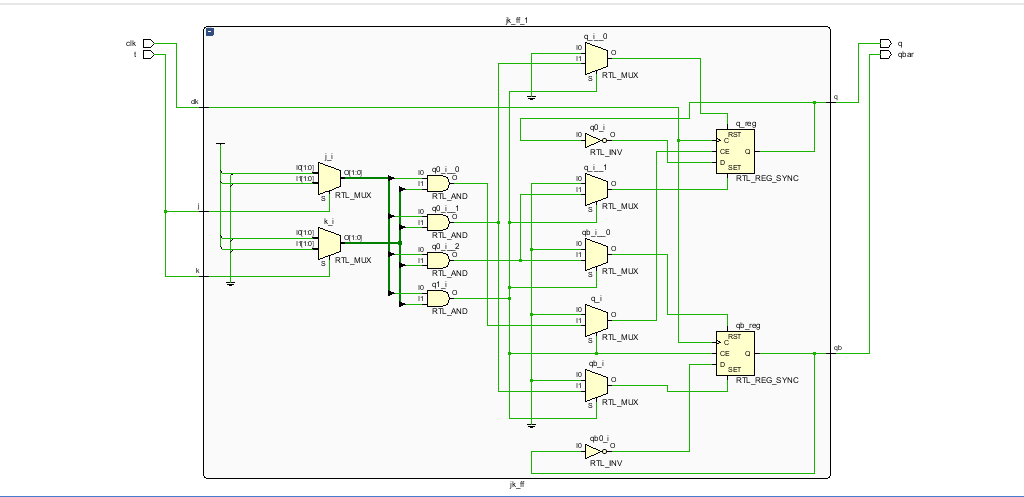 jk_ff_1
clk
t
q
qbar
clk
j
k
q
qb
q_i__0
I0
I1
S
O
RTL_MUX
q0_i
I0
O
RTL_INV
q_reg
RST
C
CE
D
SET
Q
RTL_REG_SYNC
j_i
I0[1:0]
I1[1:0]
S
O[1:0]
RTL_MUX
k_i
I0[1:0]
I1[1:0]
S
O[1:0]
RTL_MUX
q0_i__0
I0
I1
O
RTL_AND
q0_i__1
I0
I1
O
RTL_AND
q0_i__2
I0
I1
O
RTL_AND
q1_i
I0
I1
O
RTL_AND
q_i__1
I0
I1
S
O
RTL_MUX
qb_i__0
I0
I1
S
O
RTL_MUX
q_i
I0
I1
S
O
RTL_MUX
qb_i
I0
I1
S
O
RTL_MUX
qb_reg
RST
C
CE
D
SET
Q
RTL_REG_SYNC
qb0_i
I0
O
RTL_INV
jk_ff